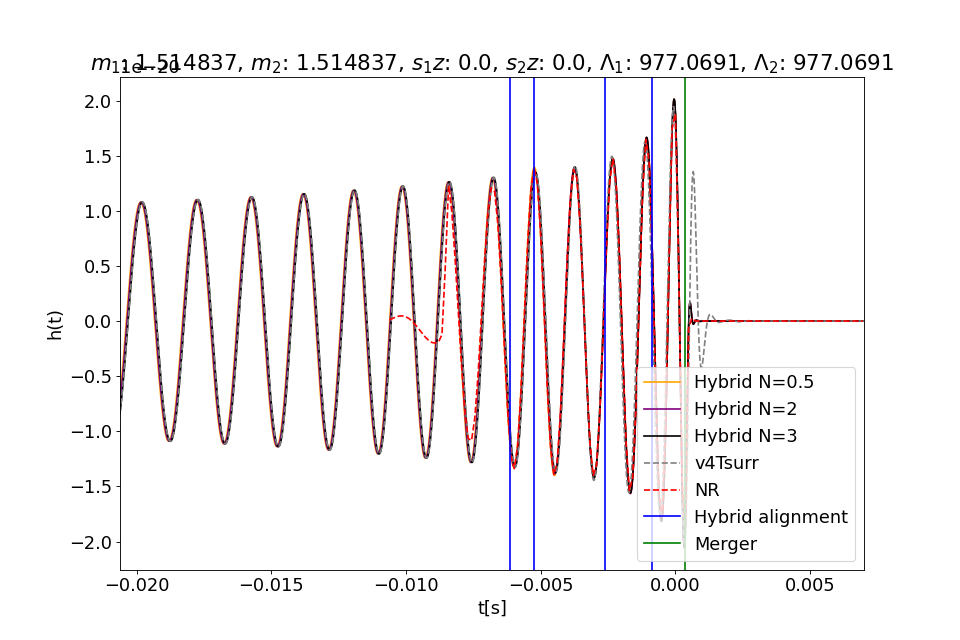 m₁: 1.514837, m₂: 1.514837, s₁z: 0.0, s₂z: 0.0, Λ₁: 977.0691, Λ₂: 977.0691
1e−20
2.0
1.5
1.0
0.5
0.0
−0.5
−1.0
−1.5
−2.0
h(t)
Hybrid N=0.5
Hybrid N=2
Hybrid N=3
v4Tsurr
NR
Hybrid alignment
Merger
−0.020
−0.015
−0.010
−0.005
0.000
0.005
t[s]